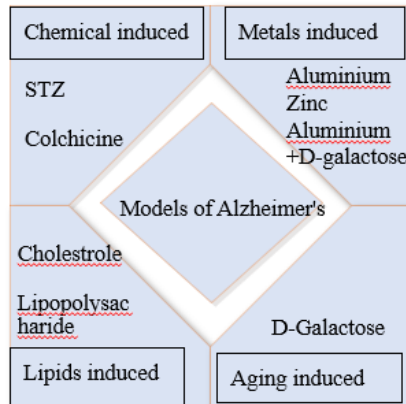 Chemical induced
STZ
Colchicine
Metals induced
Aluminium
Zinc
Aluminium
+D-galactose
Models of Alzheimer's
Cholestrole
Lipopolysac
haride
Lipids induced
D-Galactose
Aging induced